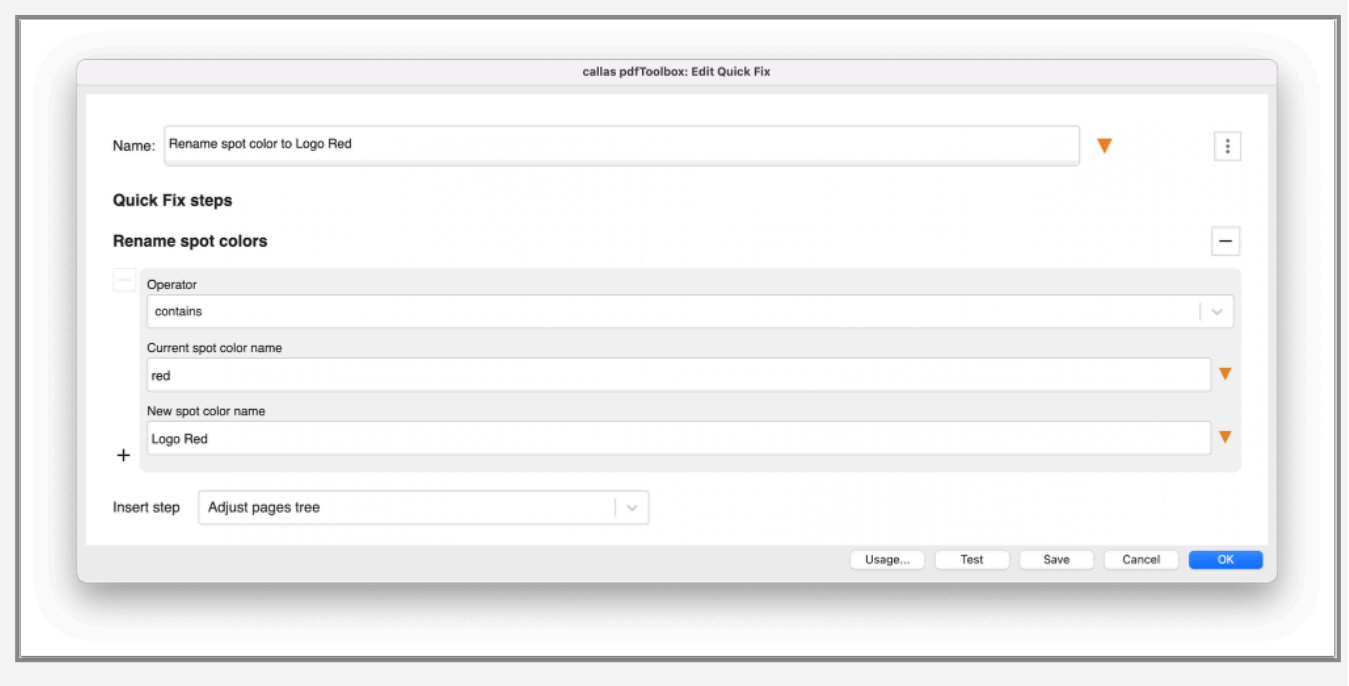 callas pdfToolbox: Edit Quick Fix
Name: Rename spot color to Logo Red
Quick Fix steps
Rename spot colors
Operator
contains
Current spot color name
red
New spot color name
Logo Red
Insert step Adjust pages tree
Usage... Test Save Cancel OK